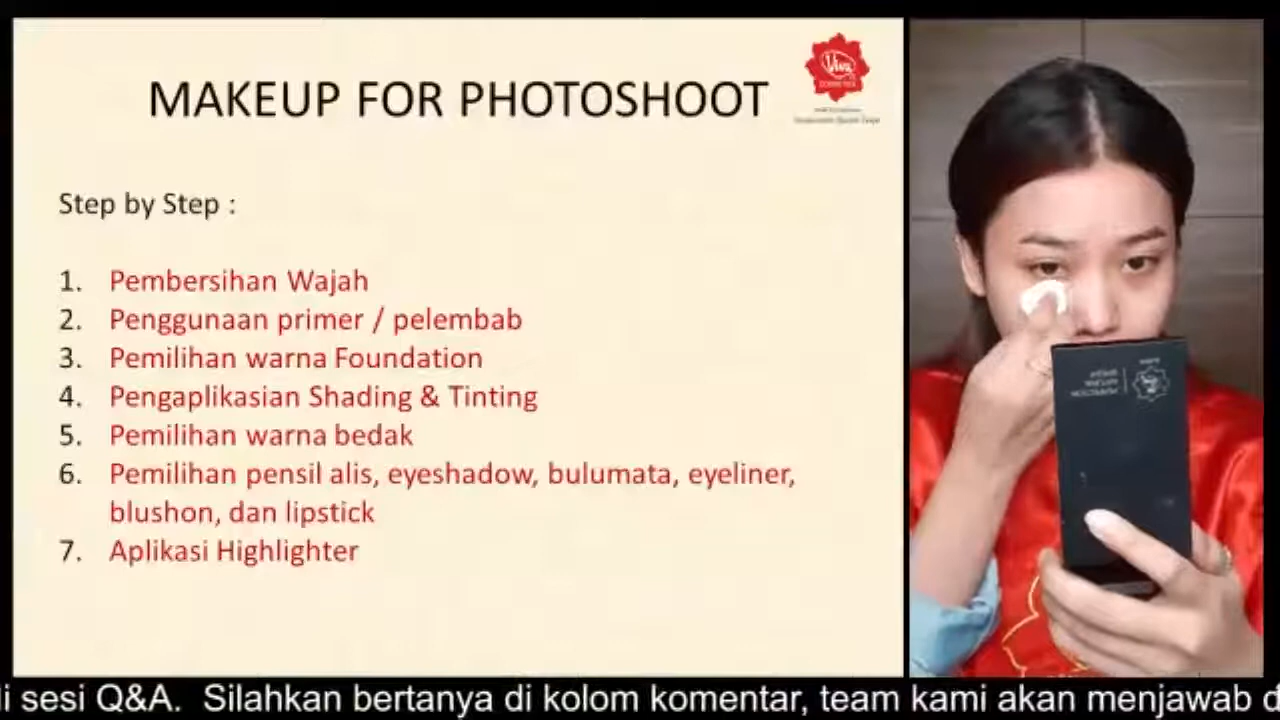 MAKEUP FOR PHOTOSHOOT
Viva
COSMETICS
Step by Step :
1. Pembersihan Wajah
2. Penggunaan primer / pelembab
3. Pemilihan warna Foundation
4. Pengaplikasian Shading & Tinting
5. Pemilihan warna bedak
6. Pemilihan pensil alis, eyeshadow, bulumata, eyeliner,
blushon, dan lipstick
7. Aplikasi Highlighter
sesi Q&A. Silahkan bertanya di kolom komentar, team kami akan menjawab